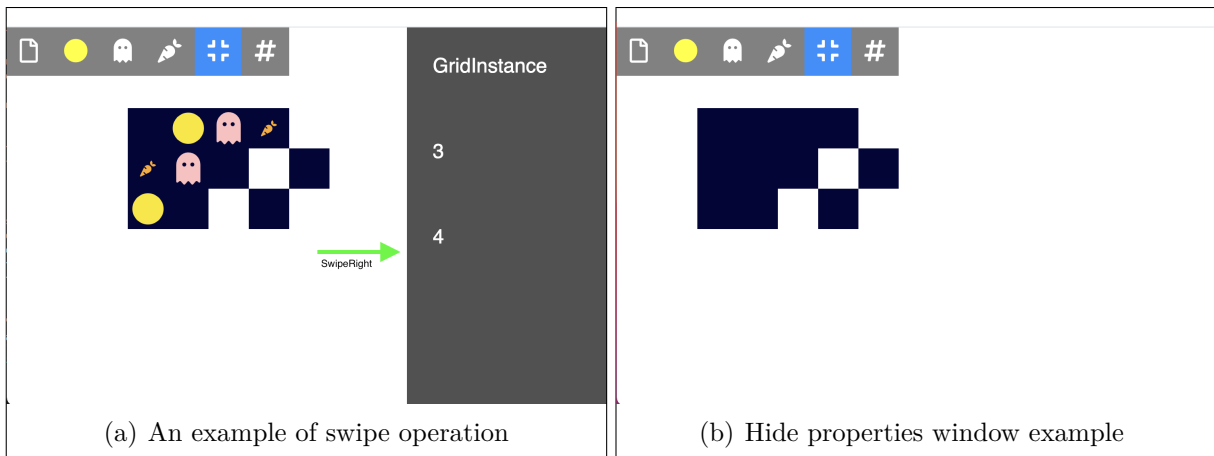 GridInstance
3
4
SwipeRight
(a) An example of swipe operation
(b) Hide properties window example